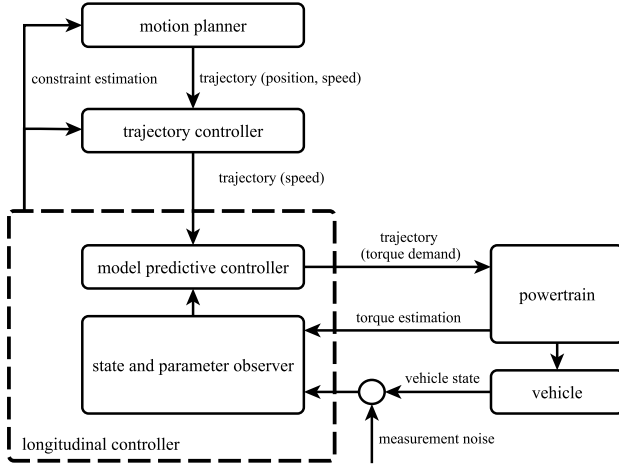 motion planner
constraint estimation
trajectory (position, speed)
trajectory controller
trajectory (speed)
trajectory
(torque demand)
model predictive controller
powertrain
torque estimation
state and parameter observer
vehicle state
vehicle
measurement noise
longitudinal controller